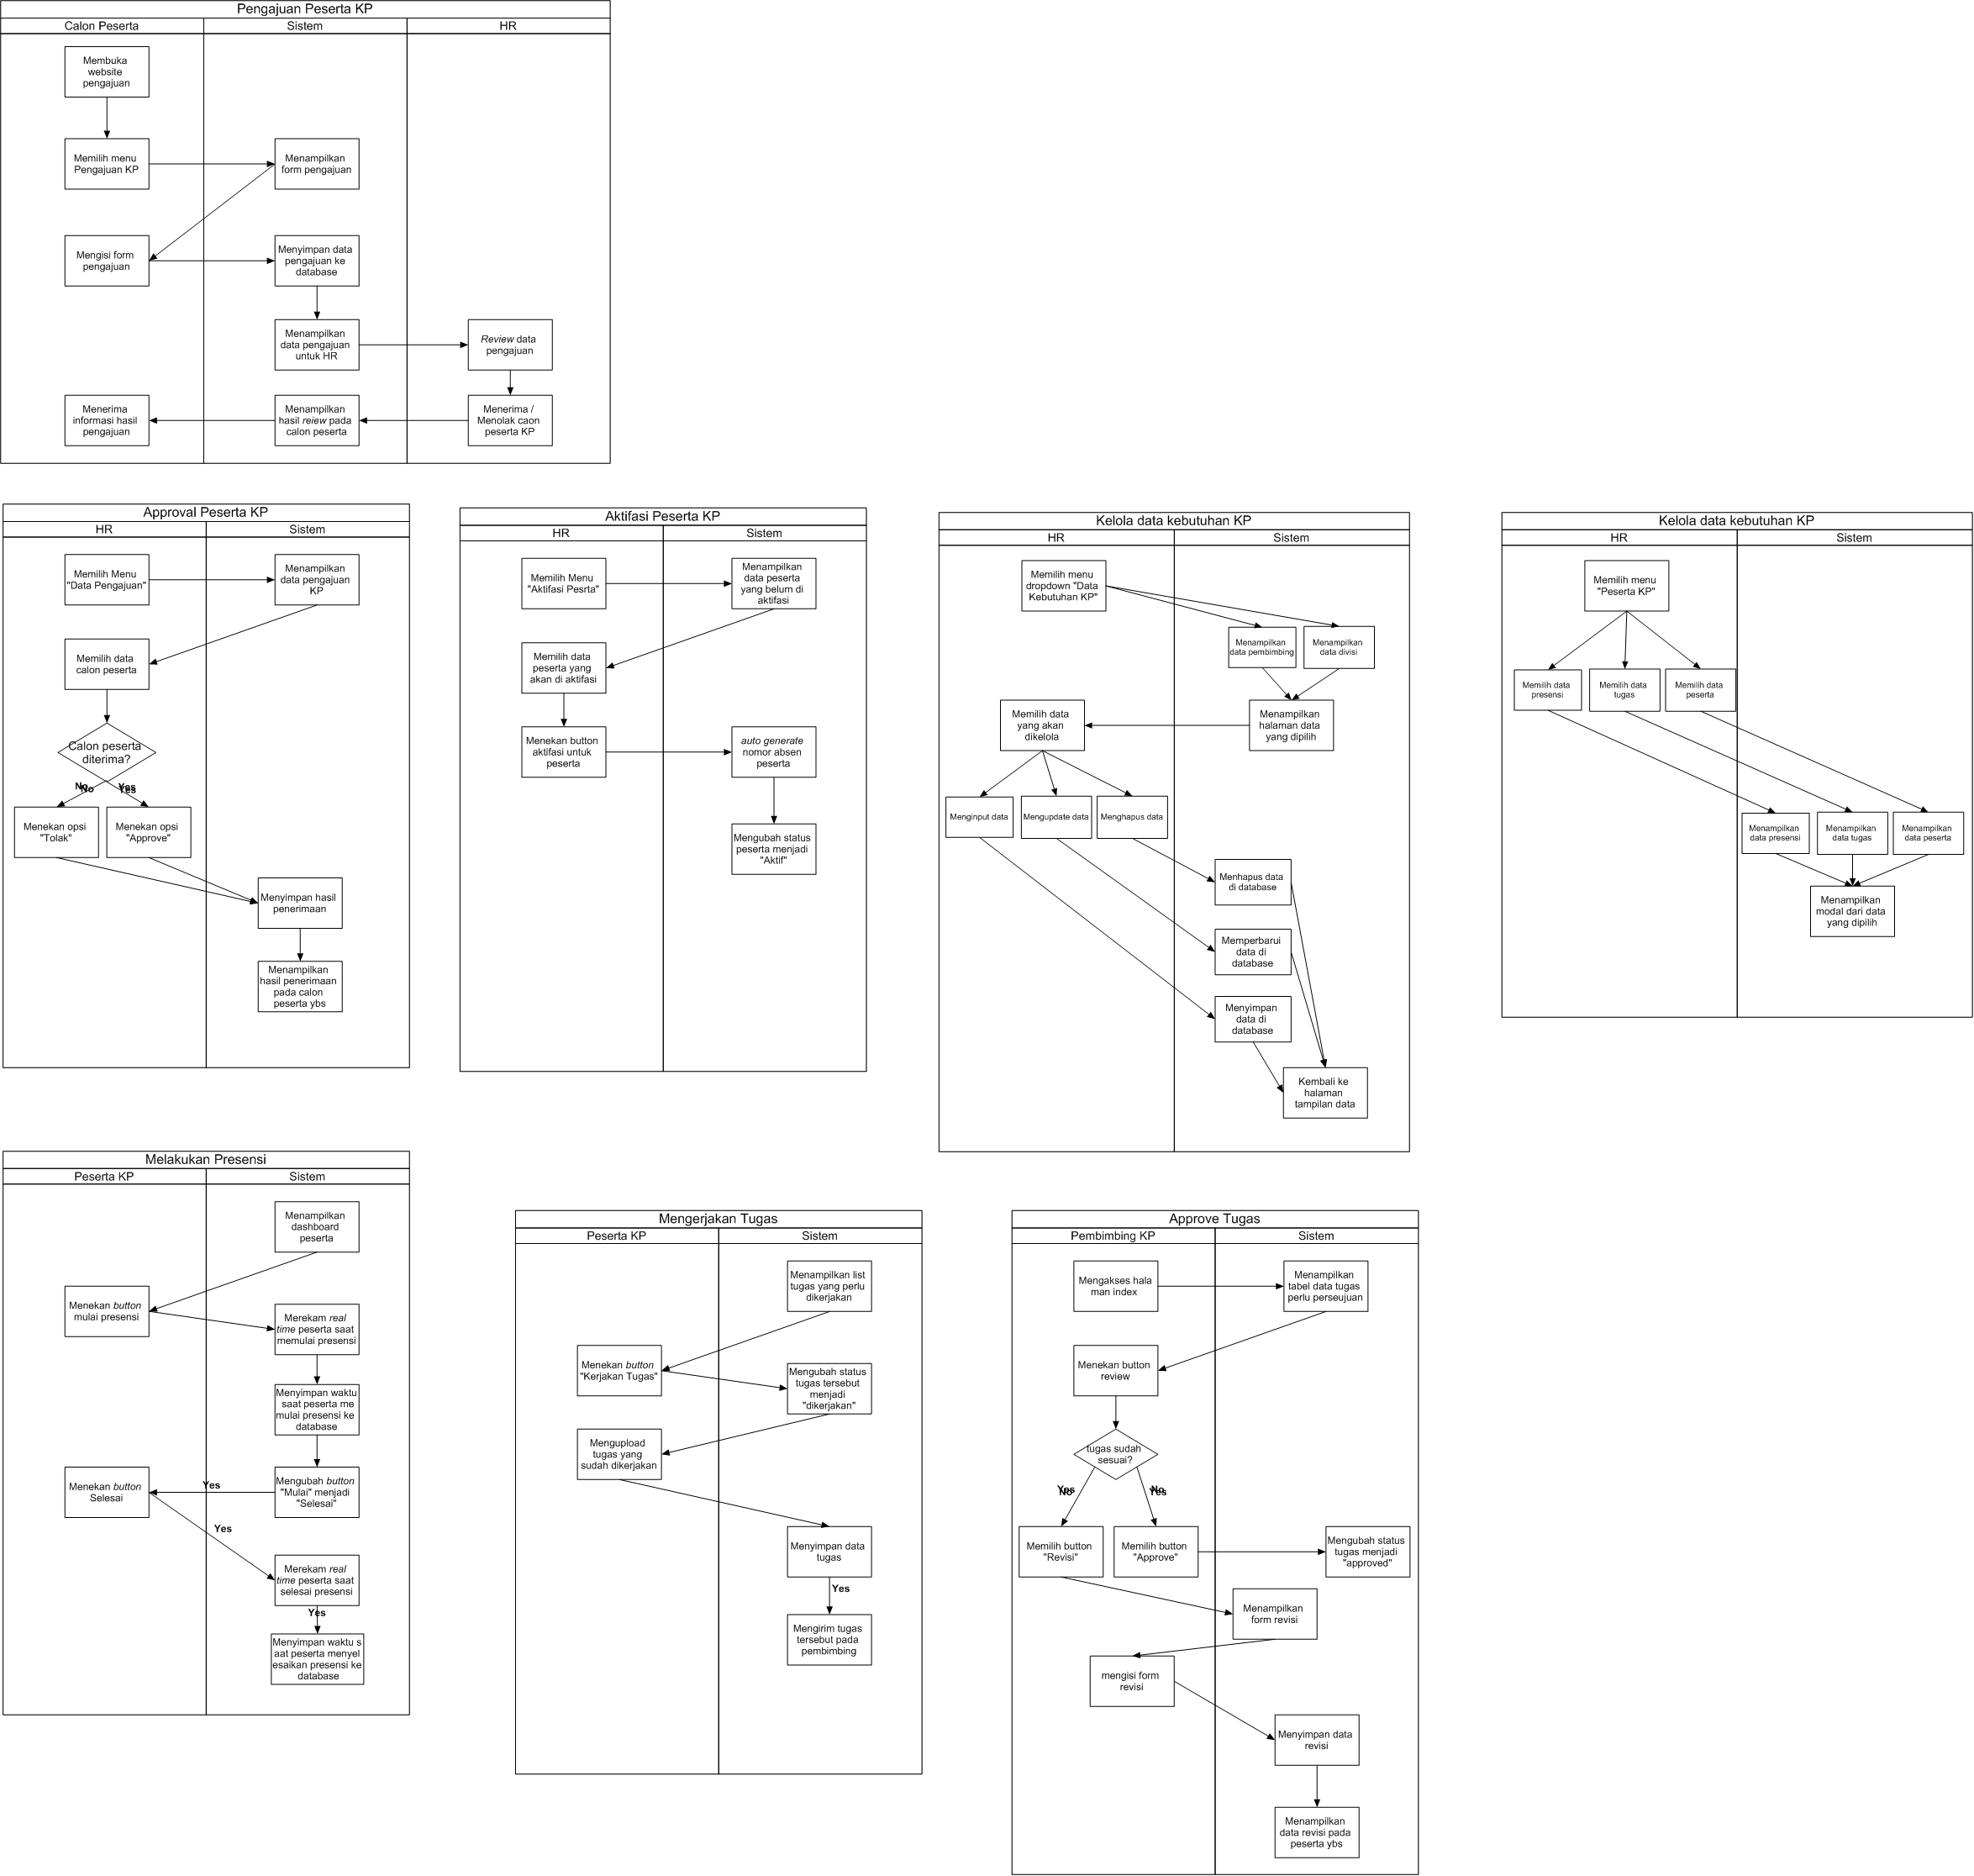 Pengajuan Peserta KP
Calon Peserta
Sistem
HR
Membuka
website
pengajuan
Memilih menu
Pengajuan KP
Menampilkan
form pengajuan
Mengisi form
pengajuan
Menyimpan data
pengajuan ke
database
Menampilkan
data pengajuan
untuk HR
Review data
pengajuan
Menerima
informasi hasil
pengajuan
Menampilkan
hasil reiew pada
calon peserta
Menerima /
Menolak caon
peserta KP
Approval Peserta KP
HR
Sistem
Memilih Menu
"Data Pengajuan"
Menampilkan
data pengajuan
KP
Memilih data
calon peserta
Calon peserta
diterima?
No
No
Yes
Yes
Menekan opsi
"Tolak"
Menekan opsi
"Approve"
Menyimpan hasil
penerimaan
Menampilkan
hasil penerimaan
pada calon
peserta ybs
Aktifasi Peserta KP
HR
Sistem
Memilih Menu
"Aktifasi Pesrta"
Menampilkan
data peserta
yang belum di
aktifasi
Memilih data
peserta yang
akan di aktifasi
Menekan button
aktifasi untuk
peserta
auto generate
nomor absen
peserta
Mengubah status
peserta menjadi
"Aktif"
Kelola data kebutuhan KP
HR
Sistem
Memilih menu
dropdown "Data
Kebutuhan KP"
Menampilkan
data pembimbing
Menampilkan
data divisi
Memilih data
yang akan
dikelola
Menampilkan
halaman data
yang dipilih
Menginput data
Mengupdate data
Menghapus data
Menhapus data
di database
Memperbarui
data di
database
Menyimpan
data di
database
Kembali ke
halaman
tampilan data
Kelola data kebutuhan KP
HR
Sistem
Memilih menu
"Peserta KP"
Memilih data
presensi
Memilih data
tugas
Memilih data
peserta
Menampilkan
data presensi
Menampilkan
data tugas
Menampilkan
data peserta
Menampilkan
modal dari data
yang dipilih
Melakukan Presensi
Peserta KP
Sistem
Menampilkan
dashboard
peserta
Menekan button
mulai presensi
Merekam real
time peserta saat
memulai presensi
Menyimpan waktu
saat peserta me
mulai presensi ke
database
Menekan button
Selesai
Yes
Mengubah button
"Mulai" menjadi
"Selesai"
Yes
Merekam real
time peserta saat
selesai presensi
Yes
Menyimpan waktu s
aat peserta menyel
esaikan presensi ke
database
Mengerjakan Tugas
Peserta KP
Sistem
Menampilkan list
tugas yang perlu
dikerjakan
Menekan button
"Kerjakan Tugas"
Mengubah status
tugas tersebut
menjadi
"dikerjakan"
Mengupload
tugas yang
sudah dikerjakan
Menyimpan data
tugas
Yes
Mengirim tugas
tersebut pada
pembimbing
Approve Tugas
Pembimbing KP
Sistem
Mengakses hala
man index
Menampilkan
tabel data tugas
perlu perseujuan
Menekan button
review
tugas sudah
sesuai?
Yes
No
No
Yes
Memilih button
"Revisi"
Memilih button
"Approve"
Mengubah status
tugas menjadi
"approved"
Menampilkan
form revisi
mengisi form
revisi
Menyimpan data
revisi
Menampilkan
data revisi pada
peserta ybs